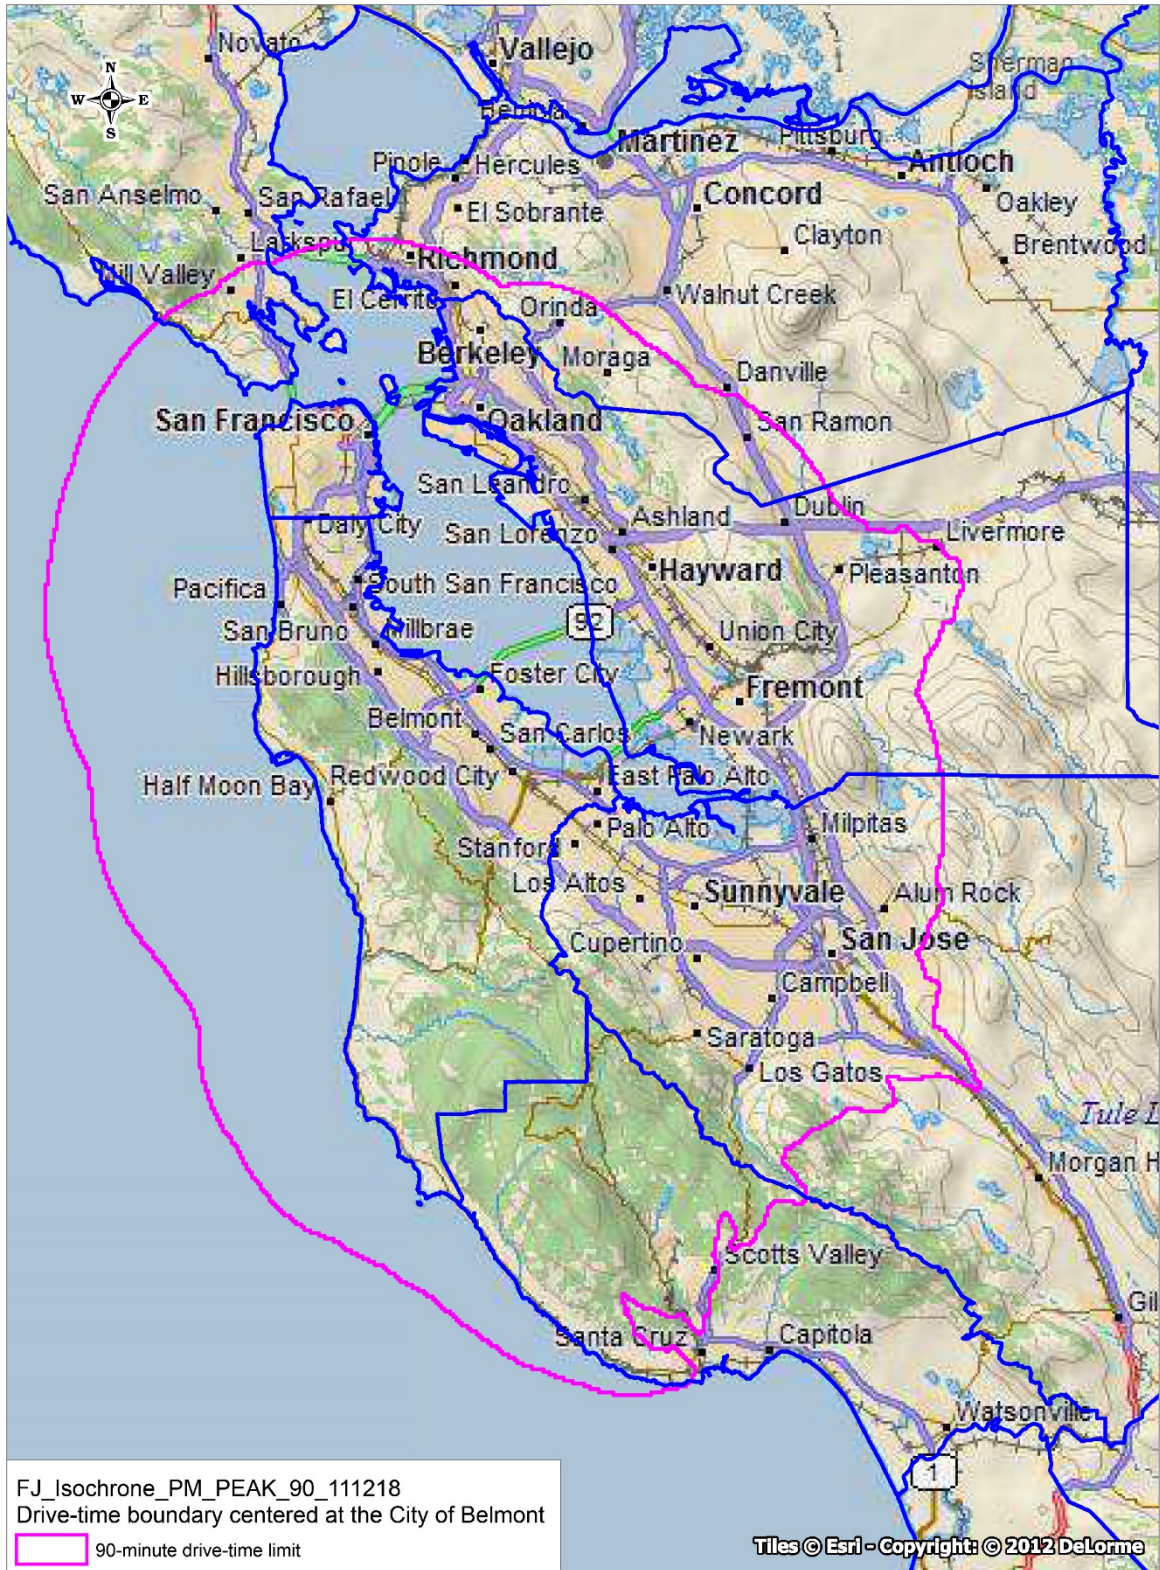 Novato
Vallejo
Sherman
Island
N
W
E
S
Benicia
Martinez
Pittsburg
Antioch
Pinole
Hercules
Concord
San Anselmo
San Rafael
El Sobrante
Oakley
Clayton
Brentwood
Larkspur
Richmond
Mill Valley
El Cerrito
Orinda
Walnut Creek
Berkeley
Moraga
Danville
San Francisco
Oakland
San Ramon
San Leandro
Dublin
Daly City
Ashland
San Lorenzo
Livermore
Hayward
Pleasanton
Pacifica
South San Francisco
92
San Bruno
Millbrae
Union City
Hillsborough
Foster City
Fremont
Belmont
San Carlos
Newark
Half Moon Bay
Redwood City
East Palo Alto
Palo Alto
Milpitas
Stanford
Los Altos
Sunnyvale
Alum Rock
Cupertino
San Jose
Campbell
Saratoga
Los Gatos
Tule L
Morgan H
Scotts Valley
Gil
Santa Cruz
Capitola
Watsonville
1
FJ_Isochrone_PM_PEAK_90_111218
Drive-time boundary centered at the City of Belmont
90-minute drive-time limit
Tiles © Esri - Copyright: © 2012 DeLorme